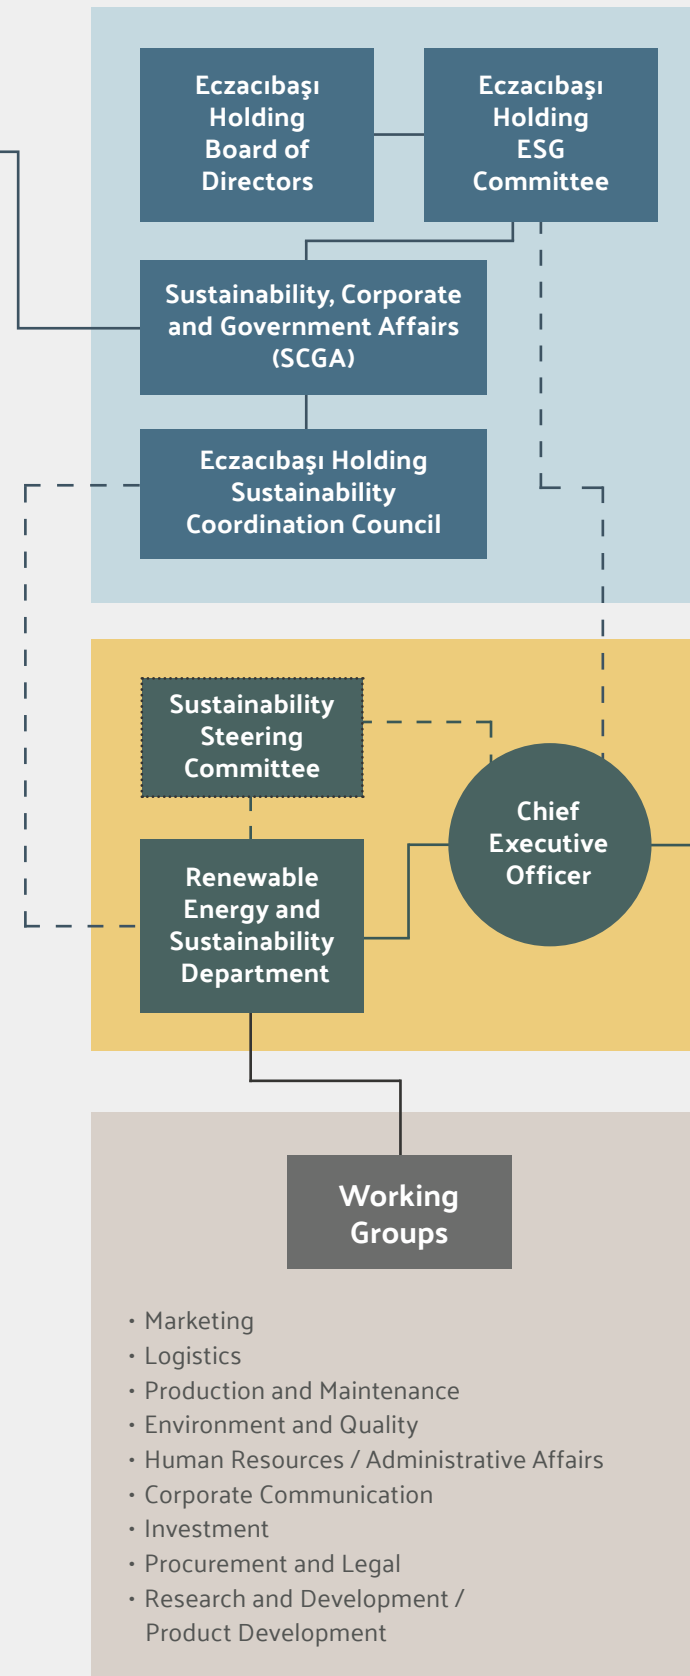 Eczacıbaşı
Holding
Board of
Directors
Eczacıbaşı
Holding
ESG
Committee
Sustainability, Corporate
and Government Affairs
(SCGA)
Eczacıbaşı Holding
Sustainability
Coordination Council
Sustainability
Steering
Committee
Chief
Executive
Officer
Renewable
Energy and
Sustainability
Department
Working
Groups
• Marketing
• Logistics
• Production and Maintenance
• Environment and Quality
• Human Resources / Administrative Affairs
• Corporate Communication
• Investment
• Procurement and Legal
• Research and Development /
Product Development